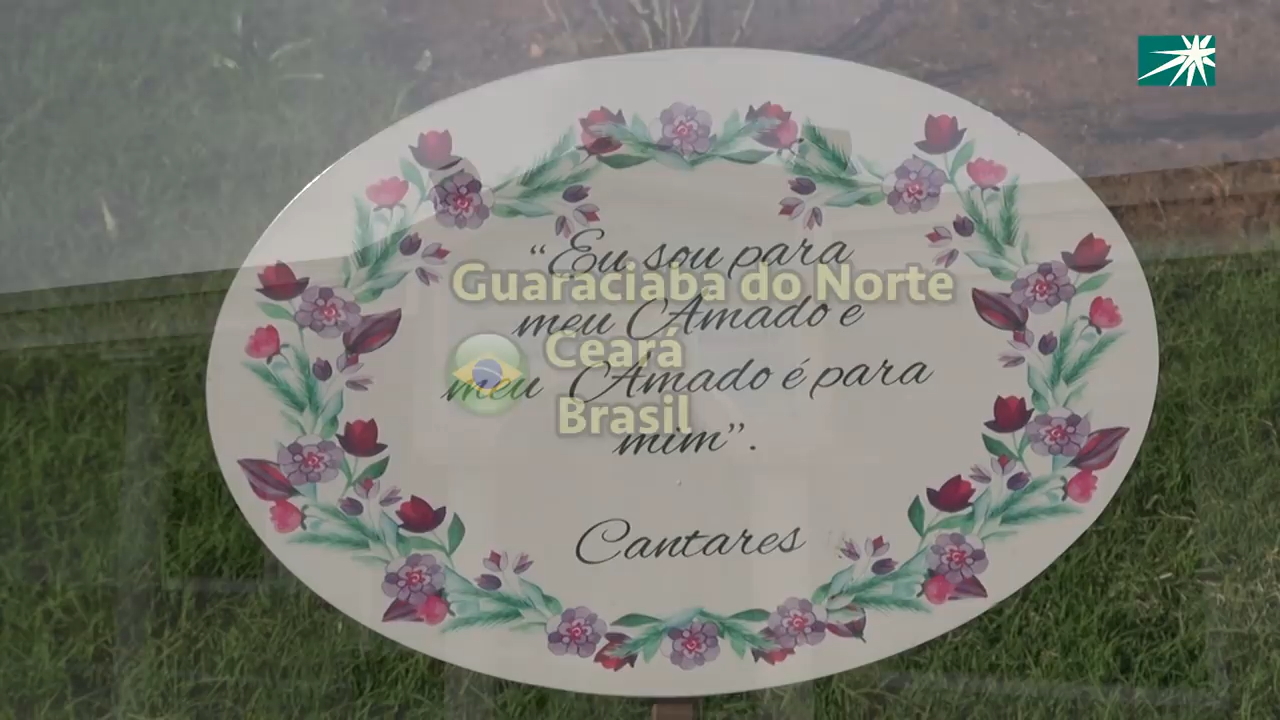 “Eu sou para
Guaraciaba do Norte
meu Amado e
Ceará
meu Amado é para
Brasil
mim”.
Cantares